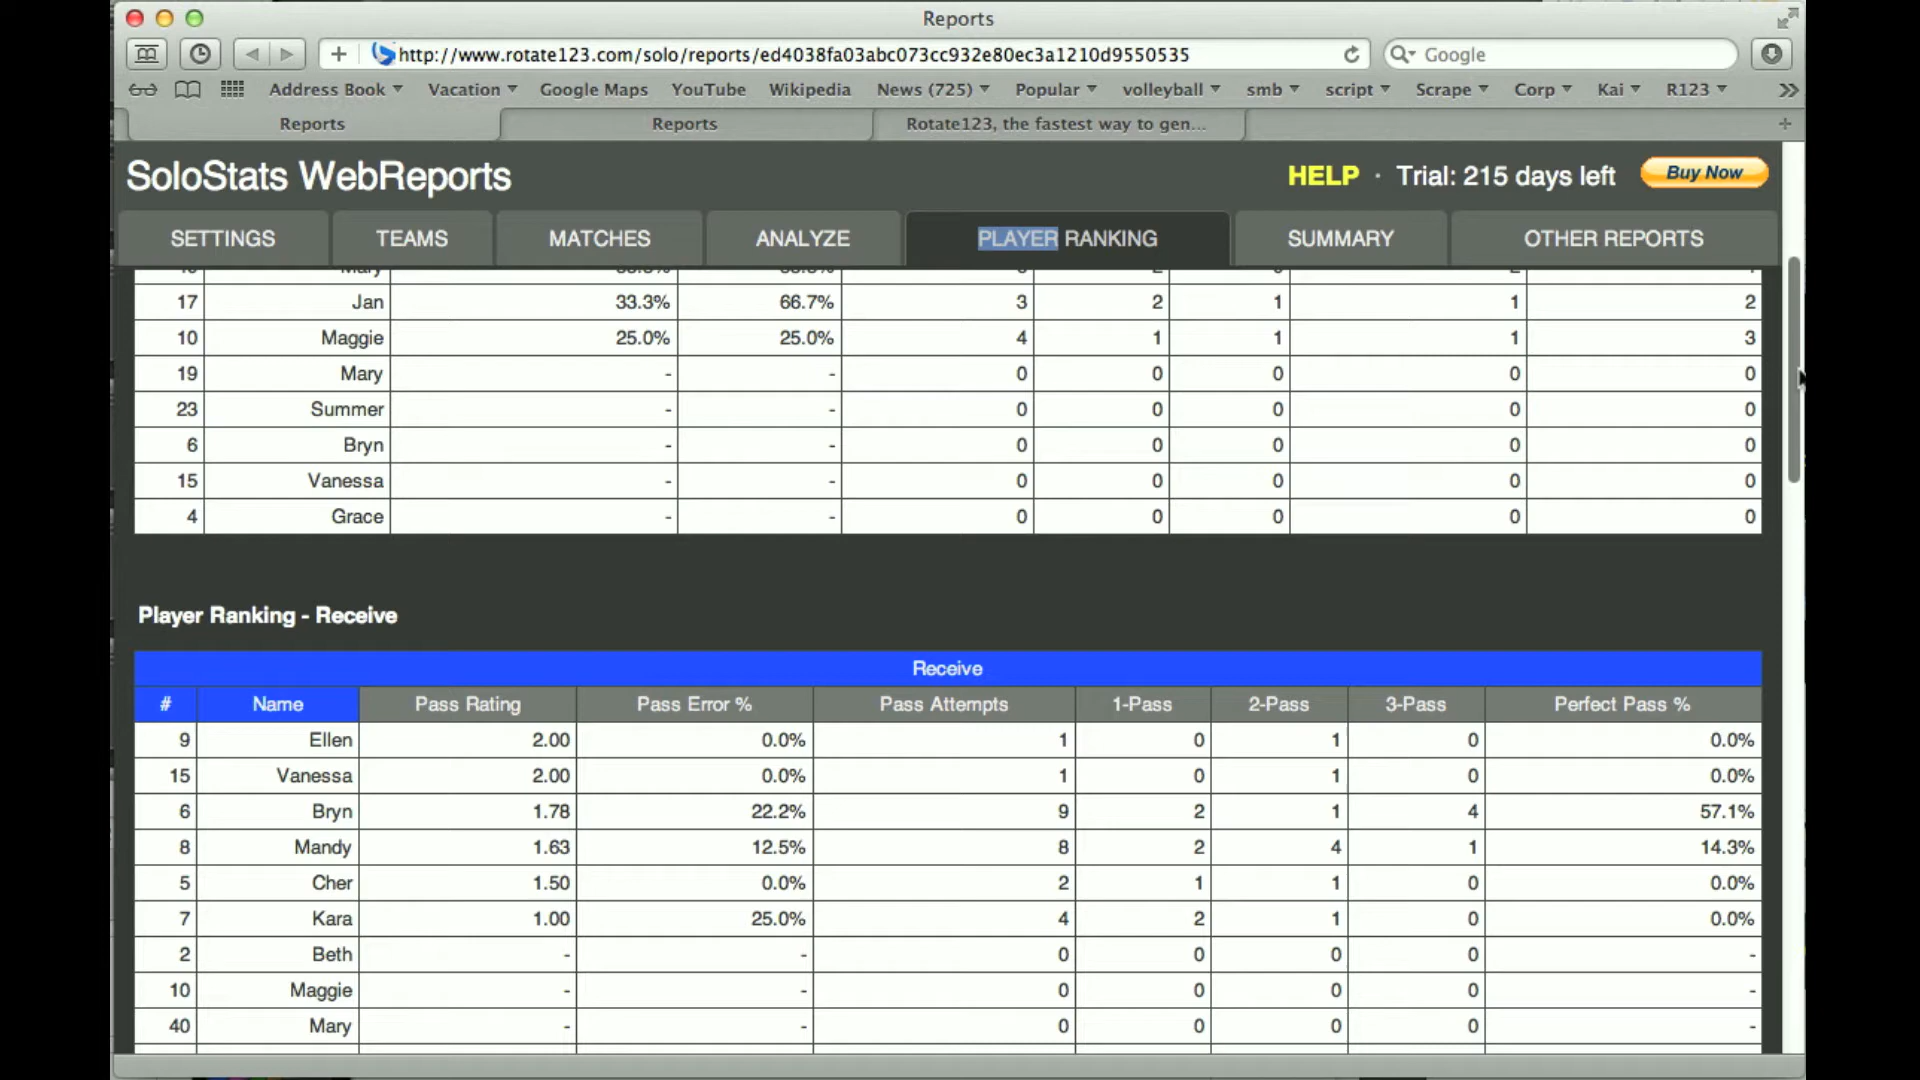 Reports
http://www.rotate123.com/solo/reports/ed4038fa03abc073cc932e80ec3a1210d9550535
Google
Address Book Vacation Google Maps YouTube Wikipedia News (725) Popular volleyball smb script Scrape Corp Kai R123
Reports Reports Rotate123, the fastest way to gen...
SoloStats WebReports HELP · Trial: 215 days left Buy Now
SETTINGS TEAMS MATCHES ANALYZE PLAYER RANKING SUMMARY OTHER REPORTS
17 Jan 33.3% 66.7% 3 2 1 1 2
10 Maggie 25.0% 25.0% 4 1 1 1 3
19 Mary - - 0 0 0 0 0
23 Summer - - 0 0 0 0 0
6 Bryn - - 0 0 0 0 0
15 Vanessa - - 0 0 0 0 0
4 Grace - - 0 0 0 0 0
Player Ranking - Receive
Receive
# Name Pass Rating Pass Error % Pass Attempts 1-Pass 2-Pass 3-Pass Perfect Pass %
9 Ellen 2.00 0.0% 1 0 1 0 0.0%
15 Vanessa 2.00 0.0% 1 0 1 0 0.0%
6 Bryn 1.78 22.2% 9 2 1 4 57.1%
8 Mandy 1.63 12.5% 8 2 4 1 14.3%
5 Cher 1.50 0.0% 2 1 1 0 0.0%
7 Kara 1.00 25.0% 4 2 1 0 0.0%
2 Beth - - 0 0 0 0 -
10 Maggie - - 0 0 0 0 -
40 Mary - - 0 0 0 0 -